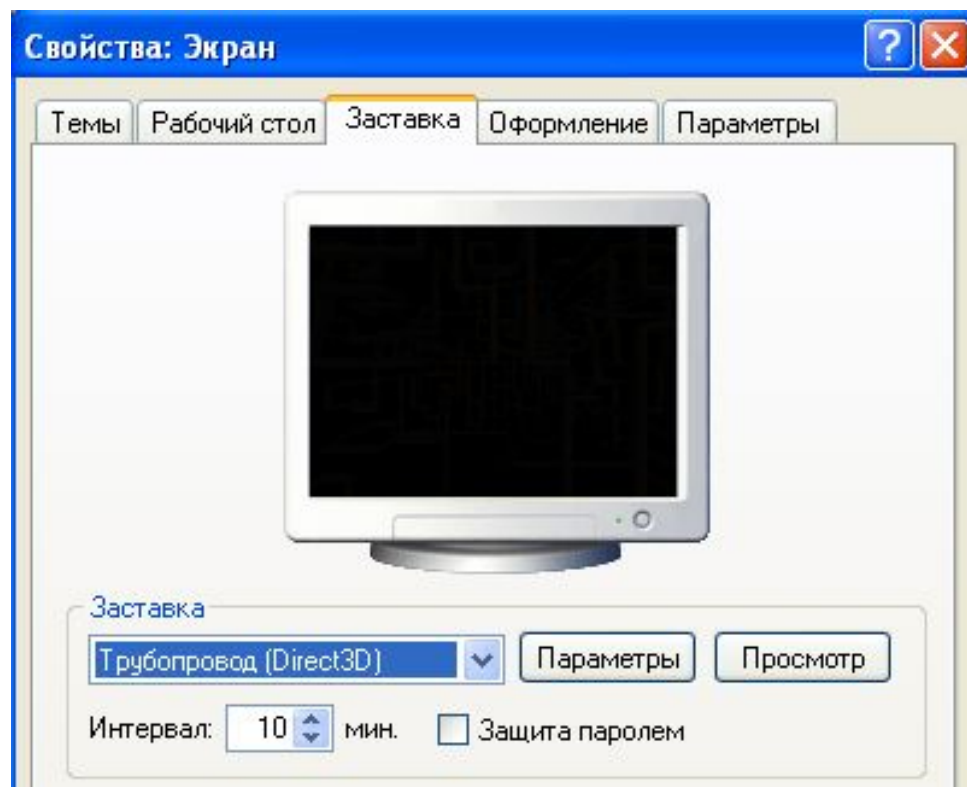 Свойства: Экран
Темы Рабочий стол Заставка Оформление Параметры
Заставка
Трубопровод (Direct3D) Параметры Просмотр
Интервал: 10 мин. Защита паролем